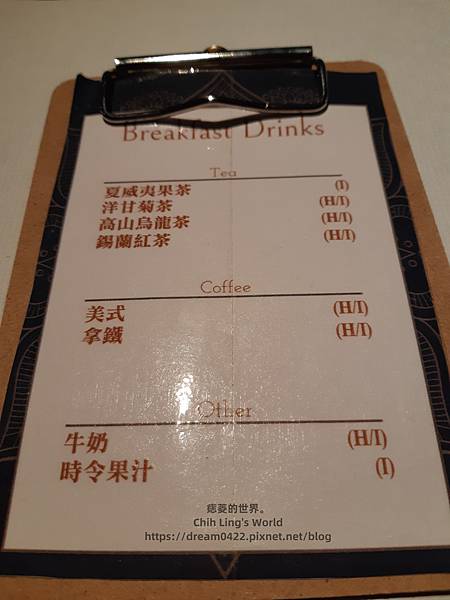 Breakfast Drinks
Tea
夏威夷果茶 (I)
洋甘菊茶 (H/I)
高山烏龍茶 (H/I)
錫蘭紅茶 (H/I)
Coffee
美式 (H/I)
拿鐵 (H/I)
Other
牛奶 (H/I)
時令果汁 (I)
痞菱的世界。
Chih Ling's World
https://dream0422.pixnet.net/blog